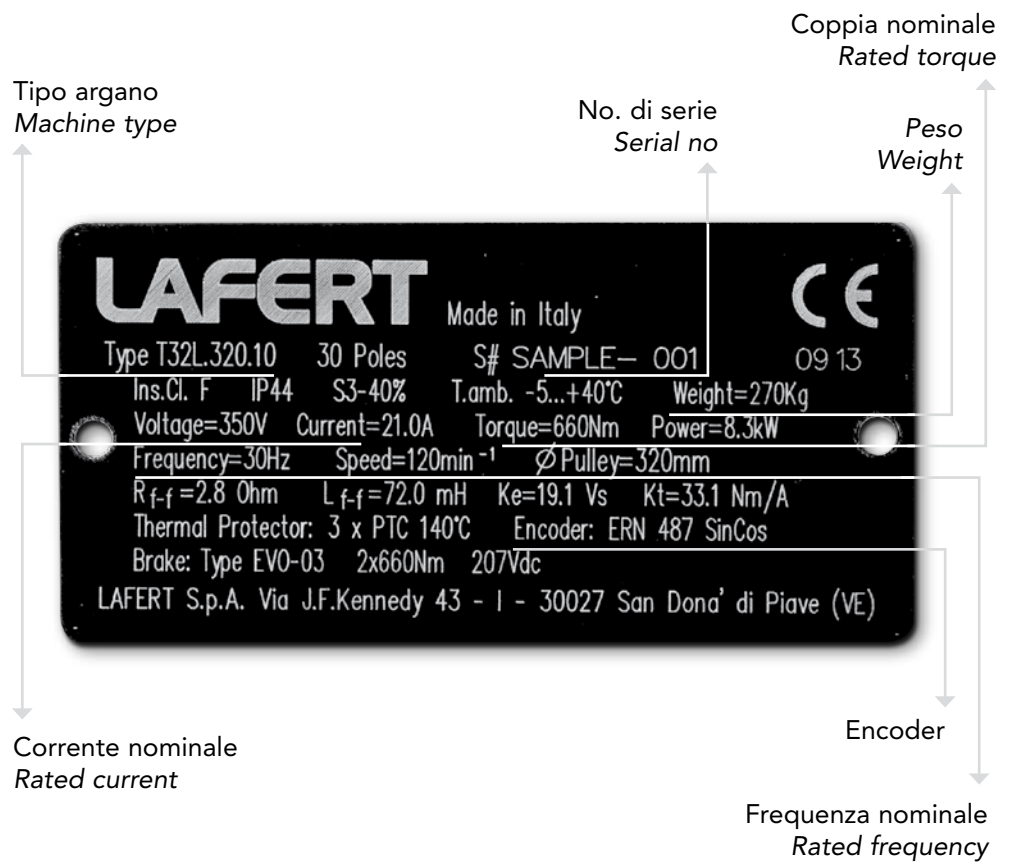 Coppia nominale
Rated torque
Tipo argano
Machine type
No. di serie
Serial no
Peso
Weight
LAFERT Made in Italy CE
Type T32L.320.10 30 Poles S# SAMPLE- 001 09 13
Ins.Cl. F IP44 S3-40% T.amb. -5...+40°C Weight=270Kg
Voltage=350V Current=21.0A Torque=660Nm Power=8.3kW
Frequency=30Hz Speed=120min⁻¹ ØPulley=320mm
R f-f =2.8 Ohm L f-f =72.0 mH Ke=19.1 Vs Kt=33.1 Nm/A
Thermal Protector: 3 x PTC 140°C Encoder: ERN 487 SinCos
Brake: Type EVO-03 2x660Nm 207Vdc
LAFERT S.p.A. Via J.F.Kennedy 43 - I - 30027 San Dona' di Piave (VE)
Encoder
Corrente nominale
Rated current
Frequenza nominale
Rated frequency